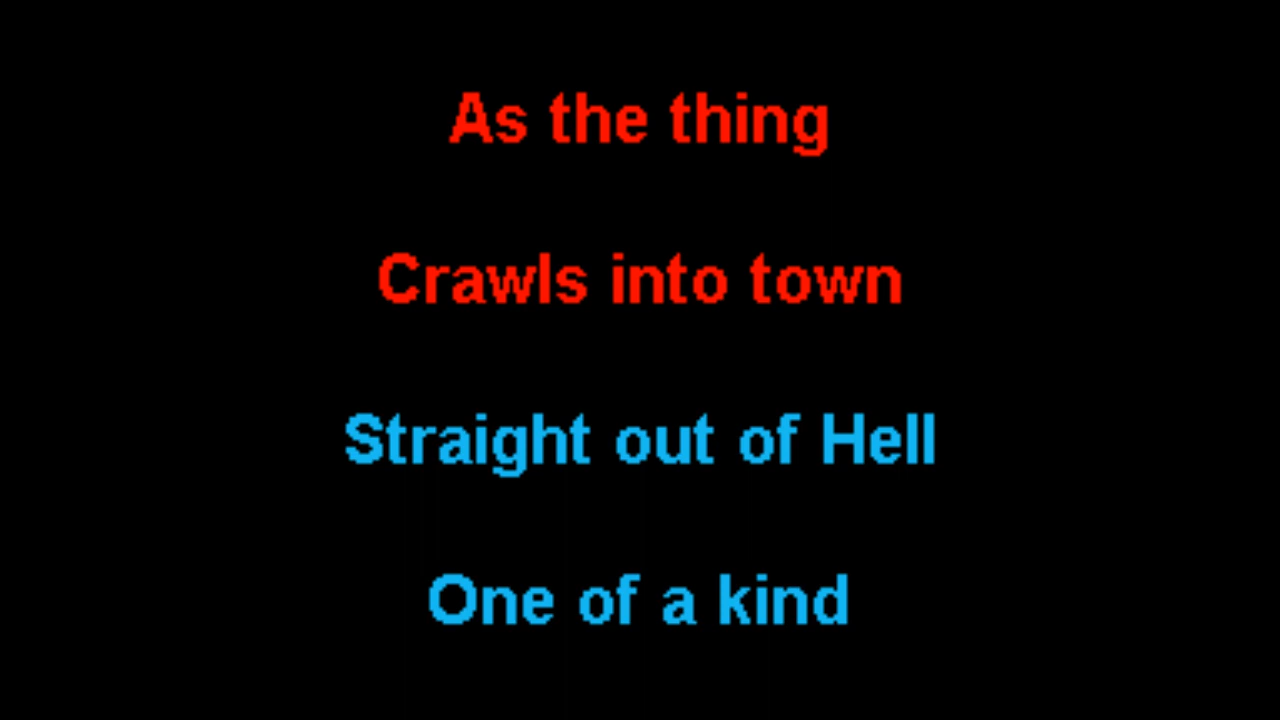 As the thing
Crawls into town
Straight out of Hell
One of a kind